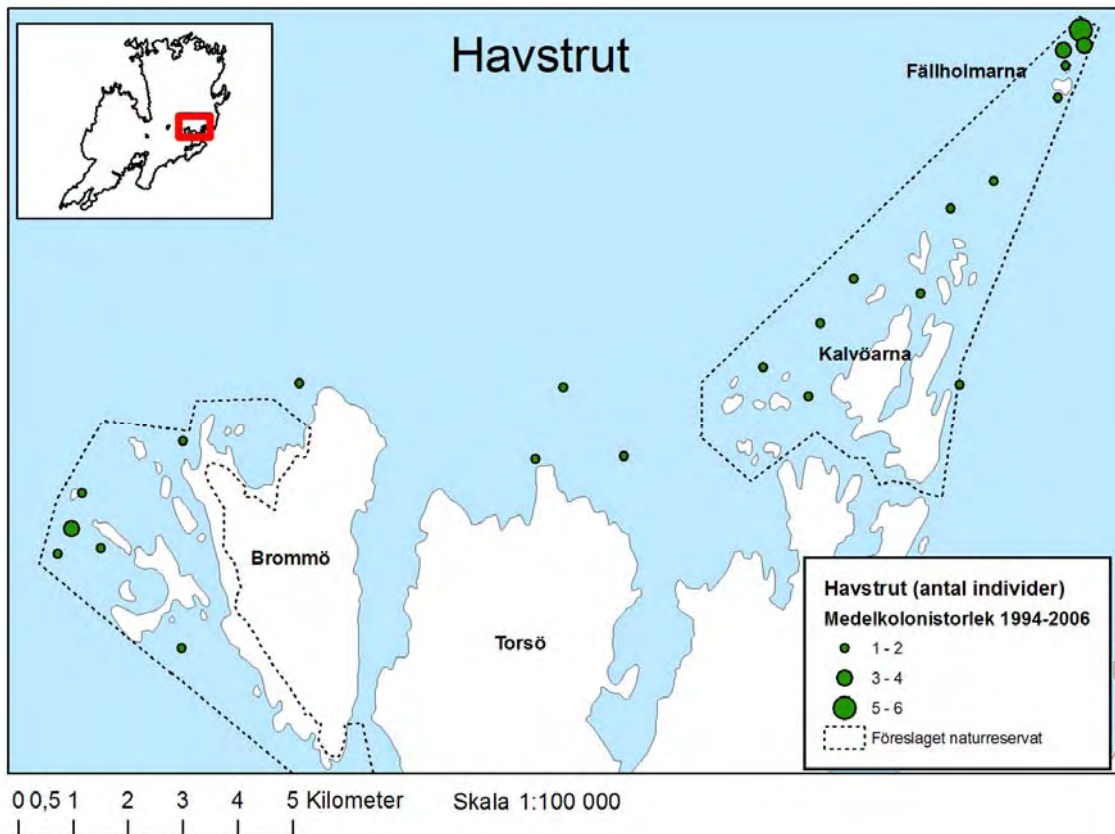 Havstrut
Fällholmarna
Kalvöarna
Brommö
Torsö
Havstrut (antal individer)
Medelkolonistorlek 1994-2006
1 - 2
3 - 4
5 - 6
Föreslaget naturreservat
0 0,5 1 2 3 4 5 Kilometer Skala 1:100 000